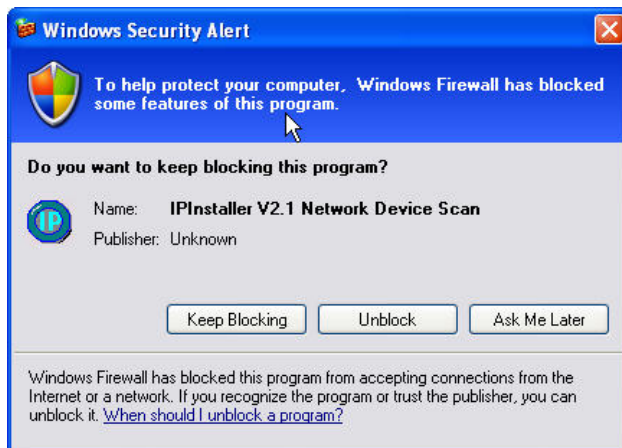 Windows Security Alert
To help protect your computer, Windows Firewall has blocked
some features of this program.
Do you want to keep blocking this program?
IP
Name: IPInstaller V2.1 Network Device Scan
Publisher: Unknown
Keep Blocking Unblock Ask Me Later
Windows Firewall has blocked this program from accepting connections from the
Internet or a network. If you recognize the program or trust the publisher, you can
unblock it. When should I unblock a program?